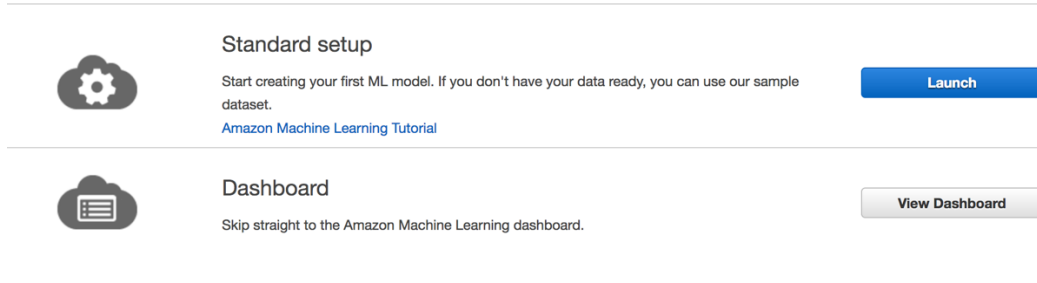 Standard setup
Start creating your first ML model. If you don't have your data ready, you can use our sample
dataset.
Amazon Machine Learning Tutorial
Launch
Dashboard
Skip straight to the Amazon Machine Learning dashboard.
View Dashboard